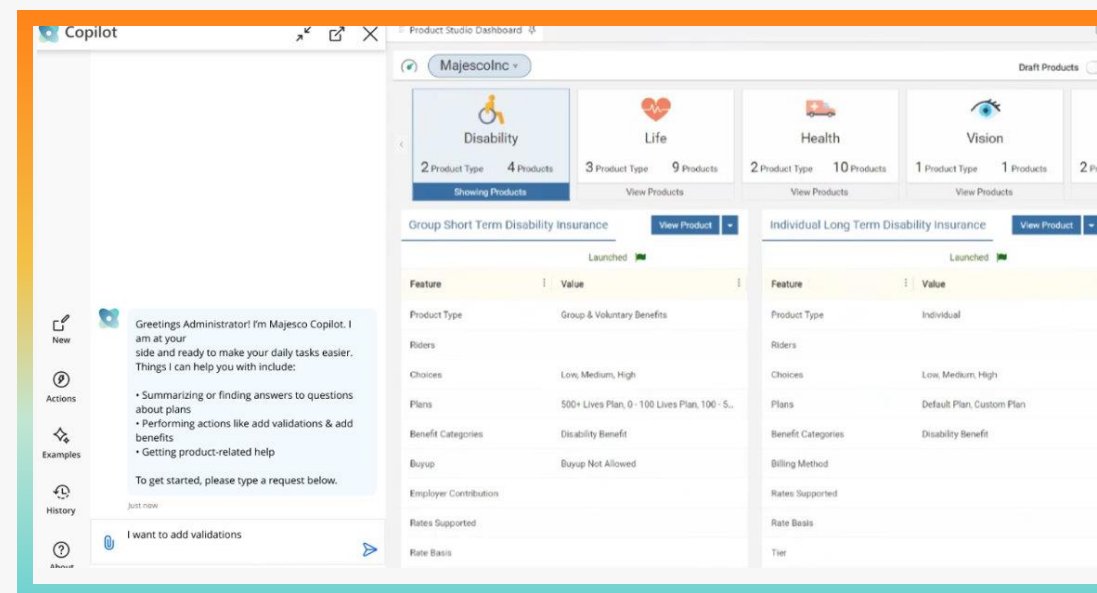 Copilot
Product Studio Dashboard
MajescoInc
Draft Products
Disability
2 Product Type 4 Products
Showing Products
Life
3 Product Type 9 Products
View Products
Health
2 Product Type 10 Products
View Products
Vision
1 Product Type 1 Products
View Products
Group Short Term Disability Insurance
View Product
Launched
Feature Value
Product Type Group & Voluntary Benefits
Riders
Choices Low, Medium, High
Plans 500+ Lives Plan, 0 - 100 Lives Plan, 100 - 5...
Benefit Categories Disability Benefit
Buyup Buyup Not Allowed
Employer Contribution
Rates Supported
Rate Basis
Individual Long Term Disability Insurance
View Product
Launched
Feature Value
Product Type Individual
Riders
Choices Low, Medium, High
Plans Default Plan, Custom Plan
Benefit Categories Disability Benefit
Billing Method
Rates Supported
Rate Basis
Tier
New
Actions
Examples
History
About
Greetings Administrator! I'm Majesco Copilot. I
am at your
side and ready to make your daily tasks easier.
Things I can help you with include:
• Summarizing or finding answers to questions
about plans
• Performing actions like add validations & add
benefits
• Getting product-related help
To get started, please type a request below.
Just now
I want to add validations